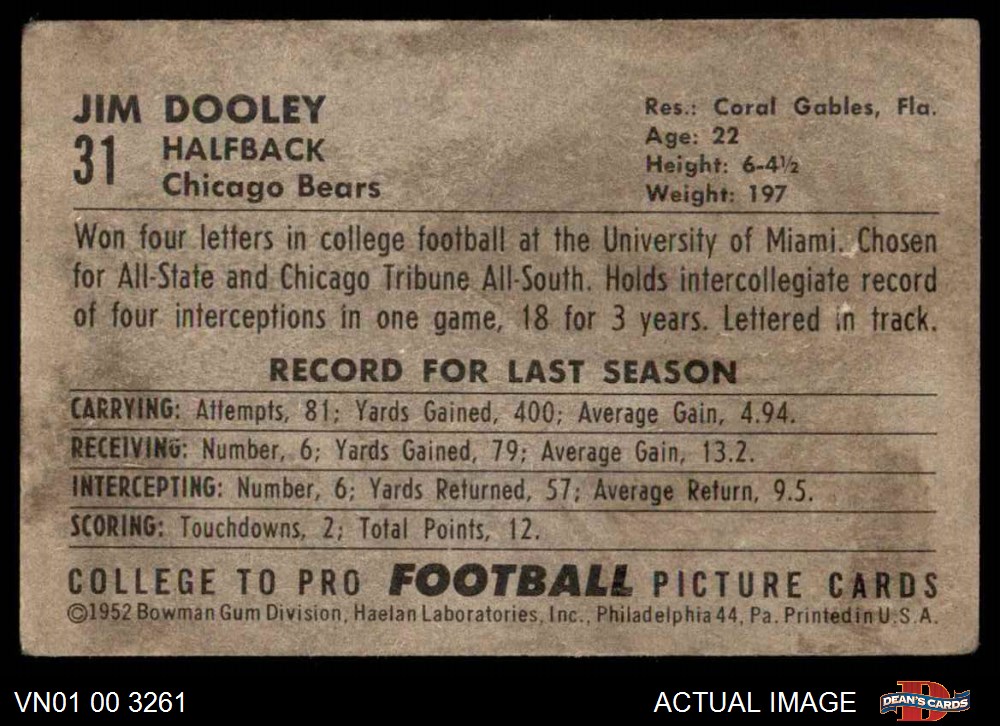 JIM DOOLEY
31 HALFBACK
Chicago Bears
Res.: Coral Gables, Fla.
Age: 22
Height: 6-4½
Weight: 197
Won four letters in college football at the University of Miami. Chosen
for All-State and Chicago Tribune All-South. Holds intercollegiate record
of four interceptions in one game, 18 for 3 years. Lettered in track.
RECORD FOR LAST SEASON
CARRYING: Attempts, 81; Yards Gained, 400; Average Gain, 4.94.
RECEIVING: Number, 6; Yards Gained, 79; Average Gain, 13.2.
INTERCEPTING: Number, 6; Yards Returned, 57; Average Return, 9.5.
SCORING: Touchdowns, 2; Total Points, 12.
COLLEGE TO PRO FOOTBALL PICTURE CARDS
©1952 Bowman Gum Division, Haelan Laboratories, Inc., Philadelphia 44, Pa. Printed in U.S.A.
VN01 00 3261
ACTUAL IMAGE
DEAN'S CARDS